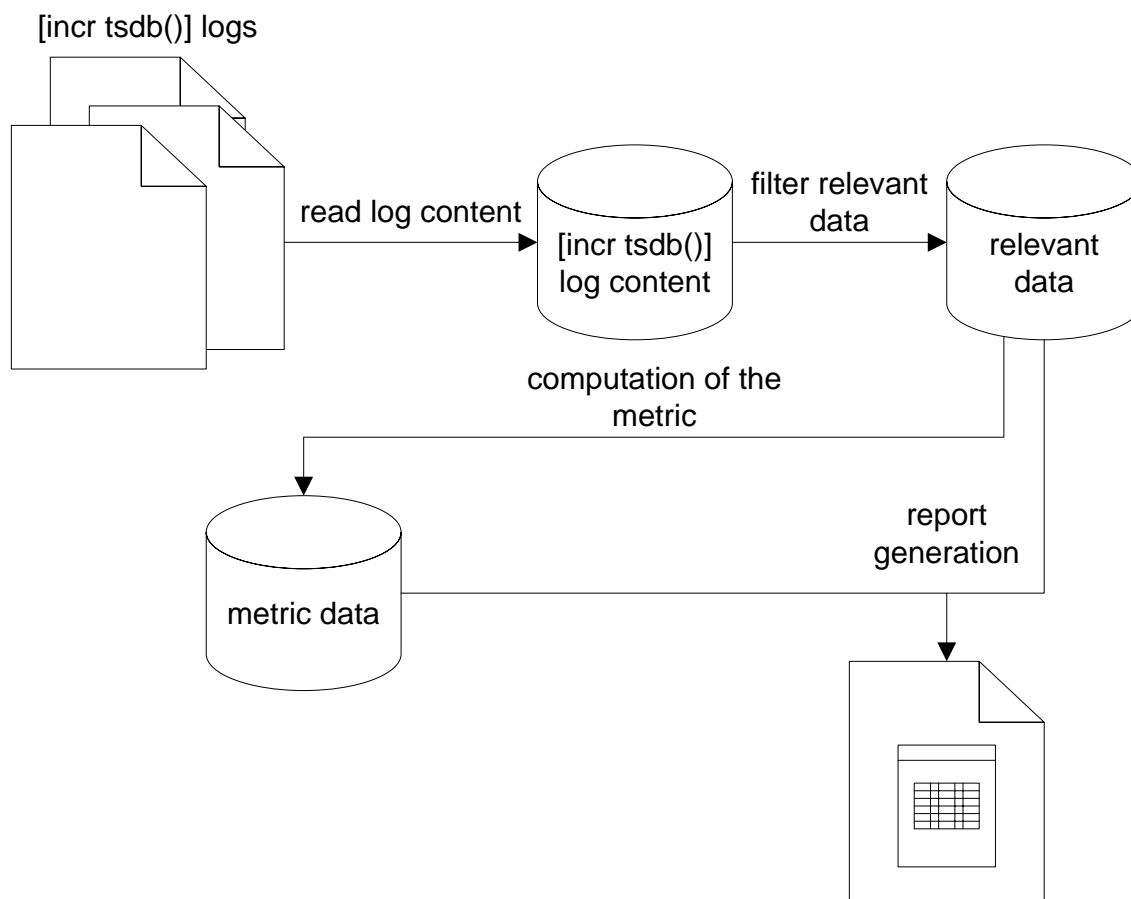 [incr tsdb()] logs
read log content
[incr tsdb()]
log content
filter relevant
data
relevant
data
computation of the
metric
metric data
report
generation